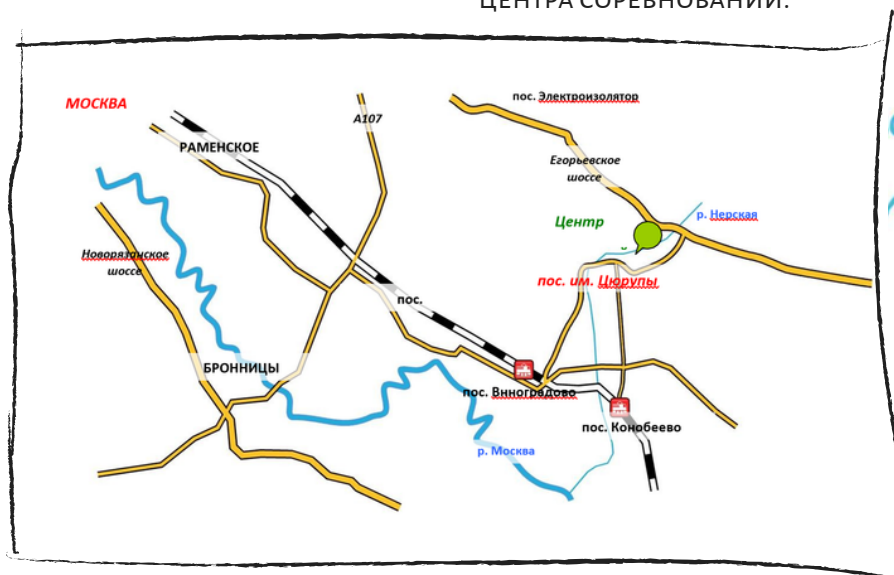 ЦЕНТРА СОРЕВНОВАНИЙ.
МОСКВА
пос. Электроизолятор
А107
РАМЕНСКОЕ
Егорьевское
шоссе
р. Нерская
Центр
й
Новорязанское
шоссе
пос. им. Цюрупы
пос.
БРОННИЦЫ
пос. Внноградово
пос. Конобеево
р. Москва